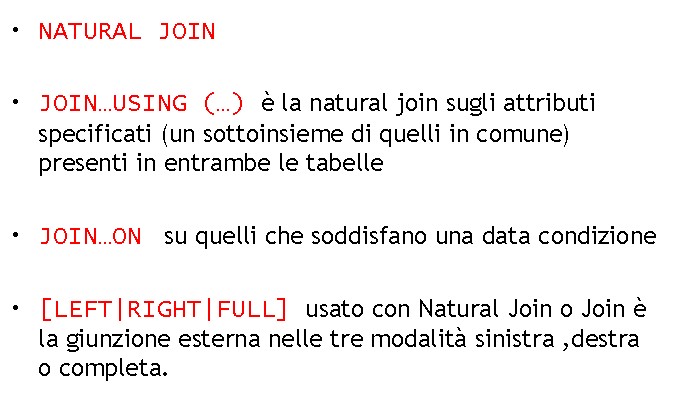 • NATURAL JOIN
• JOIN…USING (…) è la natural join sugli attributi
specificati (un sottoinsieme di quelli in comune)
presenti in entrambe le tabelle
• JOIN…ON su quelli che soddisfano una data condizione
• [LEFT|RIGHT|FULL] usato con Natural Join o Join è
la giunzione esterna nelle tre modalità sinistra ,destra
o completa.